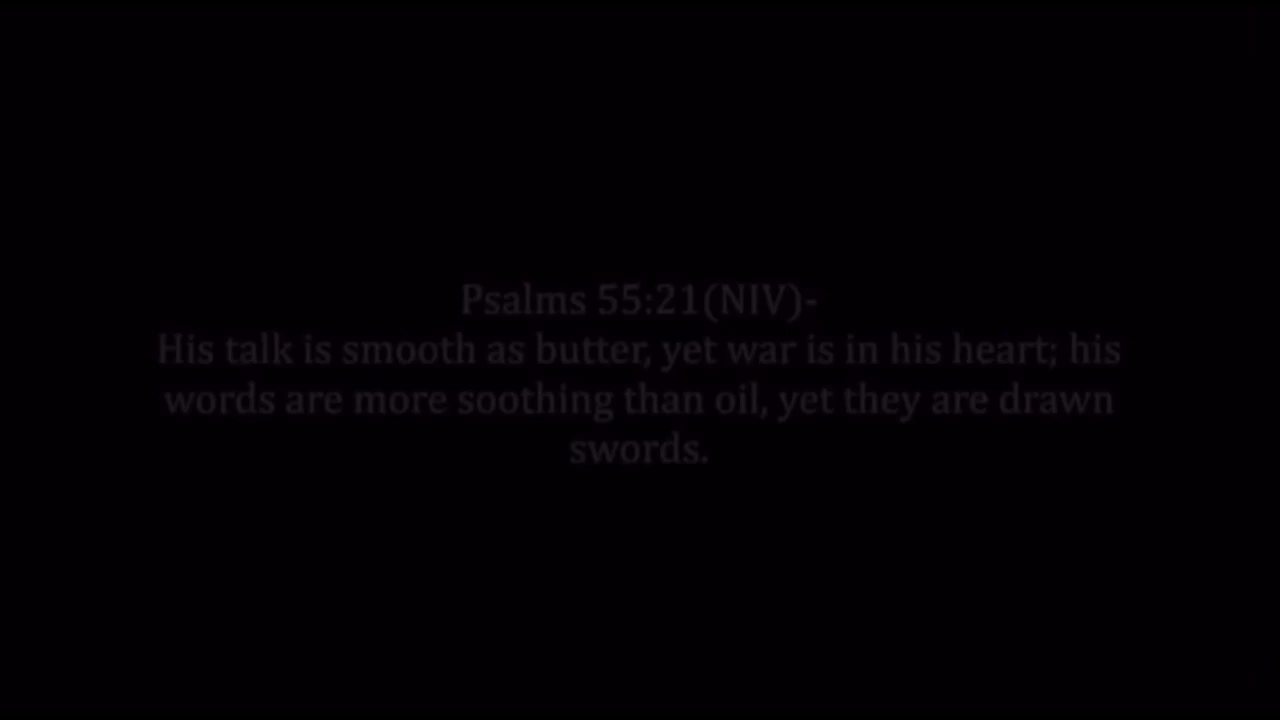 Psalms 55:21(NIV)-
His talk is smooth as butter, yet war is in his heart; his
words are more soothing than oil, yet they are drawn
swords.